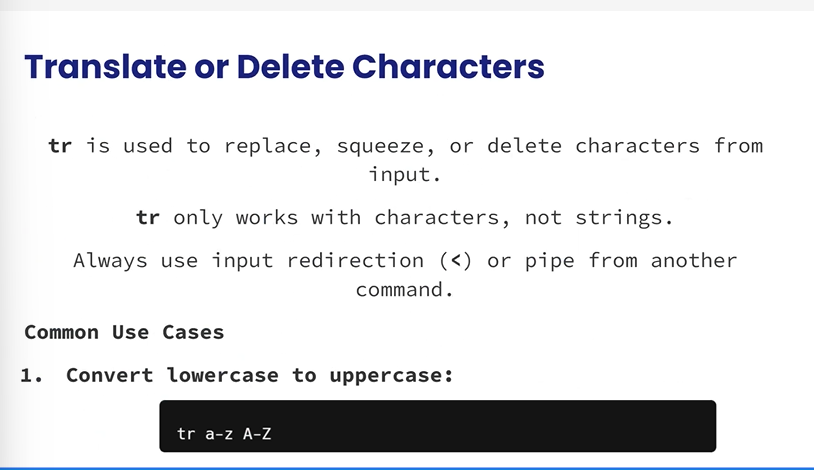 Translate or Delete Characters
tr is used to replace, squeeze, or delete characters from
input.
tr only works with characters, not strings.
Always use input redirection (<) or pipe from another
command.
Common Use Cases
1. Convert lowercase to uppercase:
tr a-z A-Z